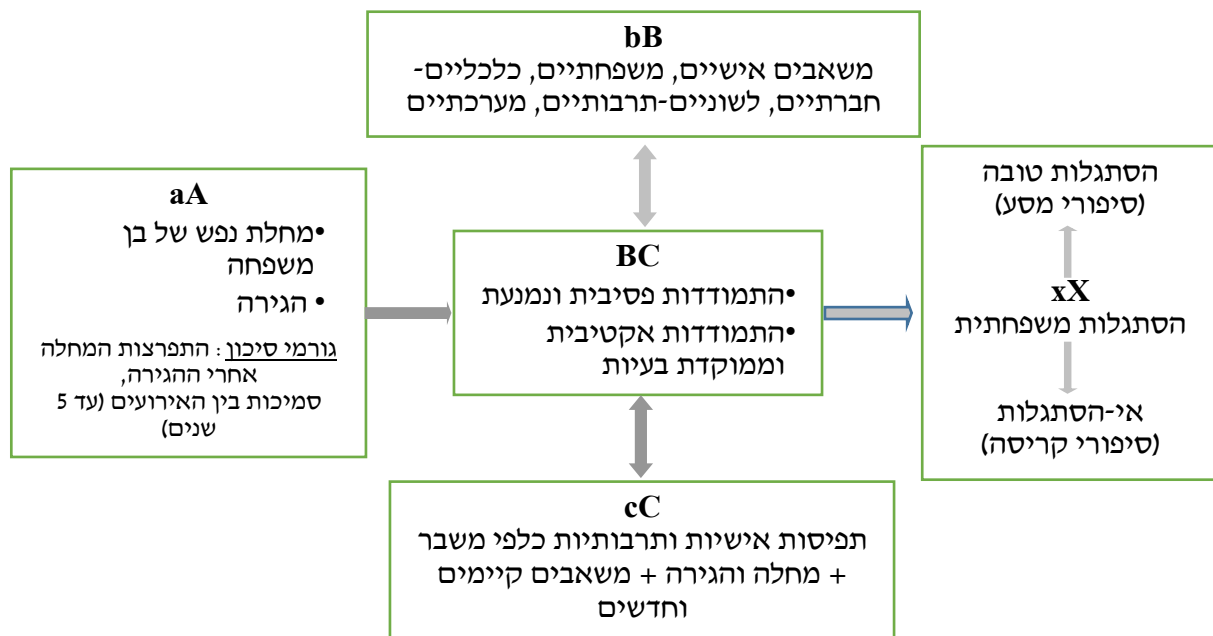 bB
משאבים אישיים, משפחתיים, כלכליים-
חברתיים, לשוניים-תרבותיים, מערכתיים
aA
•מחלת נפש של בן
משפחה
• הגירה
גורמי סיכון : התפרצות המחלה
אחרי ההגירה,
סמיכות בין האירועים (עד 5
שנים)
BC
•התמודדות פסיבית ונמנעת
•התמודדות אקטיבית
וממוקדת בעיות
הסתגלות טובה
(סיפורי מסע)
xX
הסתגלות משפחתית
אי-הסתגלות
(סיפורי קריסה)
cC
תפיסות אישיות ותרבותיות כלפי משבר
+ מחלה והגירה + משאבים קיימים
וחדשים